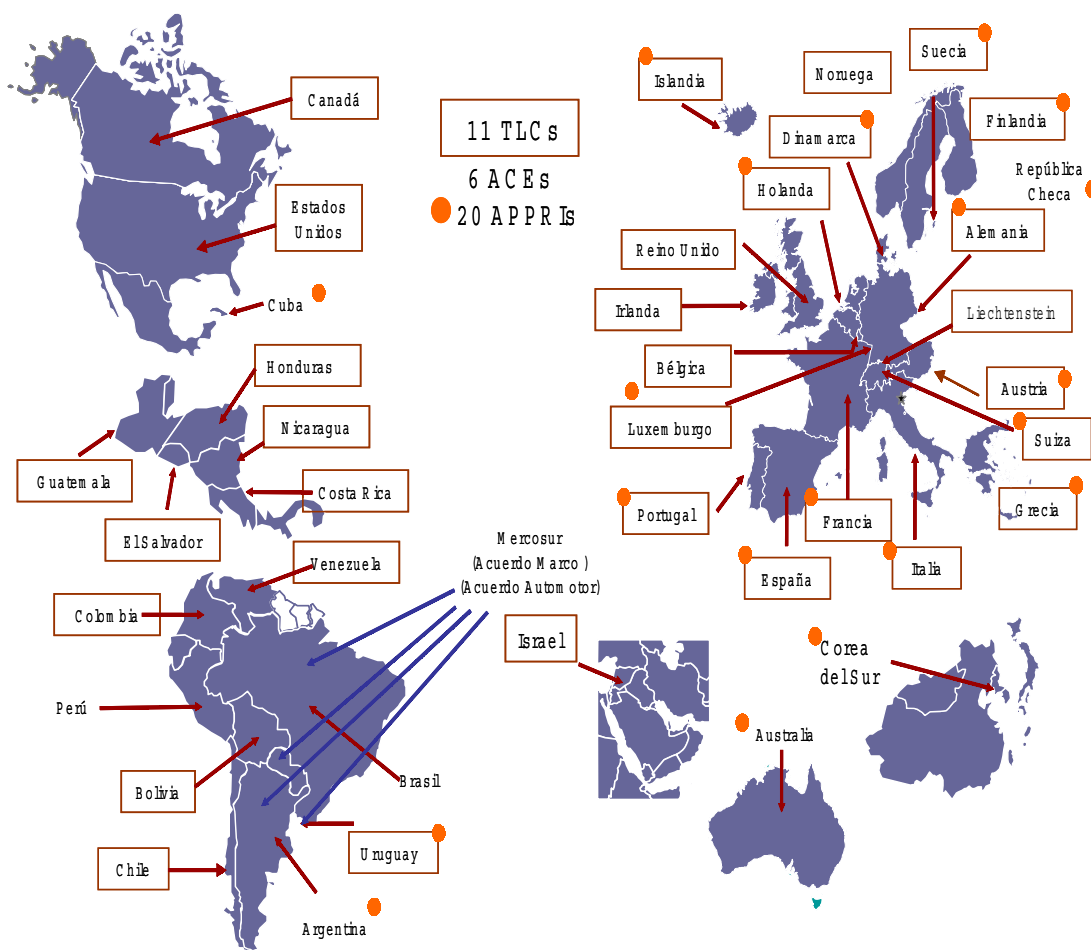 Canadá
Estados
Unidos
Cuba
11 TLCs
6 ACEs
20 APPRIs
Honduras
Nicaragua
Costa Rica
Guatemala
El Salvador
Venezuela
Colombia
Perú
Bolivia
Chile
Brasil
Uruguay
Argentina
Mercosur
(Acuerdo Marco)
(Acuerdo Automotor)
Islandia
Noruega
Suecia
Dinamarca
Finlandia
Holanda
República
Checa
Alemania
Reino Unido
Irlanda
Liechtenstein
Bélgica
Austria
Luxemburgo
Suiza
Portugal
Francia
Grecia
España
Italia
Israel
Corea
del Sur
Australia